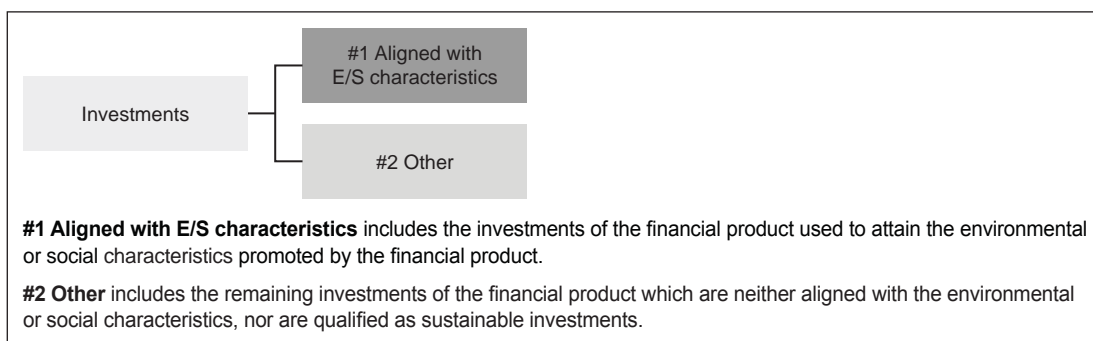 #1 Aligned with
E/S characteristics
Investments
#2 Other
#1 Aligned with E/S characteristics includes the investments of the financial product used to attain the environmental
or social characteristics promoted by the financial product.
#2 Other includes the remaining investments of the financial product which are neither aligned with the environmental
or social characteristics, nor are qualified as sustainable investments.